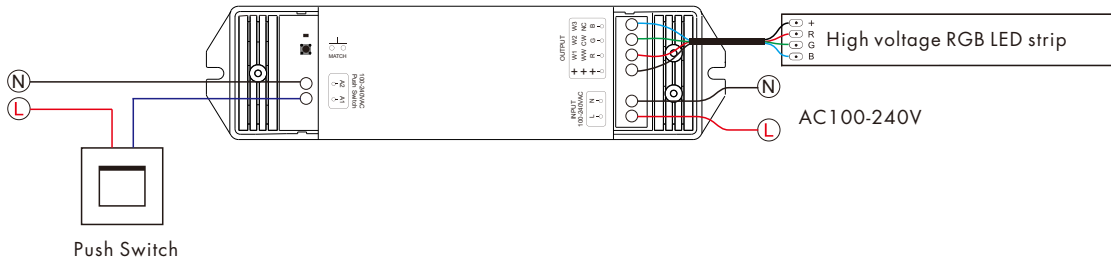 N
L
Push Switch
MATCH
100-240VAC
Push Switch
A2
A1
OUTPUT
W3 NC B
W2 CW G
W1 WW R
+ + +
INPUT
100-240VAC
N
L
+
R
G
B
High voltage RGB LED strip
N
L
AC100-240V